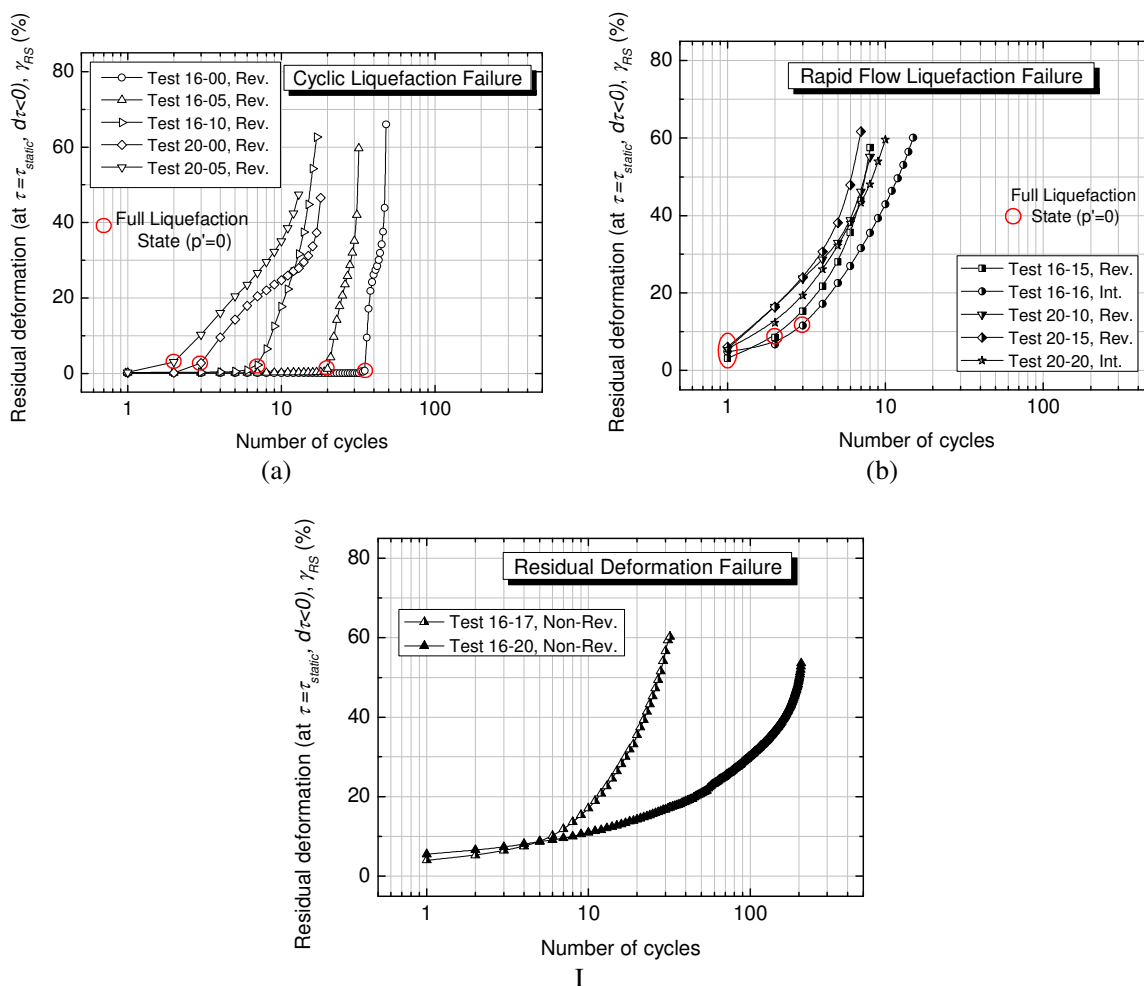 Residual deformation (at τ=τstatic, dτ<0), γRS (%)
80
60
40
20
0
Cyclic Liquefaction Failure
Test 16-00, Rev.
Test 16-05, Rev.
Test 16-10, Rev.
Test 20-00, Rev.
Test 20-05, Rev.
Full Liquefaction
State (p'=0)
1
10
100
Number of cycles
(a)
Residual deformation (at τ=τstatic, dτ<0), γRS (%)
80
60
40
20
0
Rapid Flow Liquefaction Failure
Full Liquefaction
State (p'=0)
Test 16-15, Rev.
Test 16-16, Int.
Test 20-10, Rev.
Test 20-15, Rev.
Test 20-20, Int.
1
10
100
Number of cycles
(b)
Residual deformation (at τ=τstatic, dτ<0), γRS (%)
80
60
40
20
0
Residual Deformation Failure
Test 16-17, Non-Rev.
Test 16-20, Non-Rev.
1
10
100
Number of cycles
I